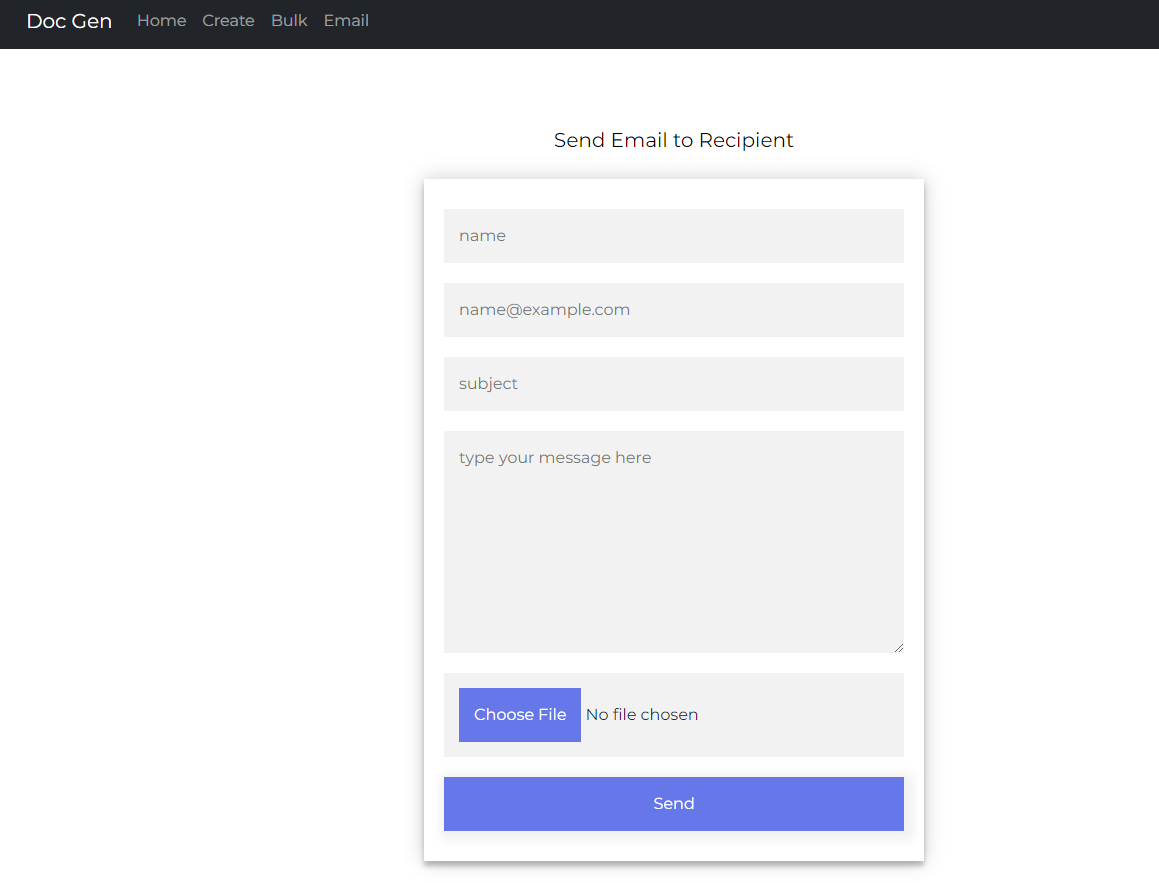 Doc Gen Home Create Bulk Email
Send Email to Recipient
name
name@example.com
subject
type your message here
Choose File No file chosen
Send